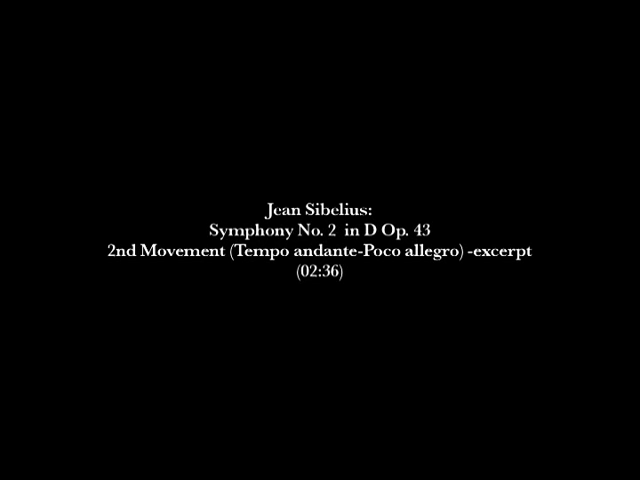 Jean Sibelius:
Symphony No. 2  in D Op. 43
2nd Movement (Tempo andante-Poco allegro) -excerpt
(02:36)